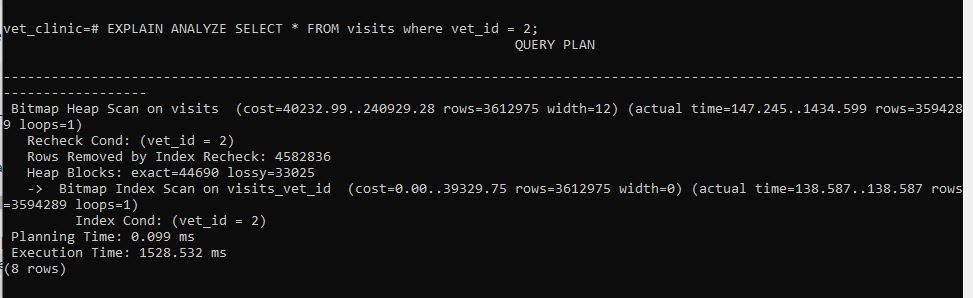 vet_clinic=# EXPLAIN ANALYZE SELECT * FROM visits where vet_id = 2;
QUERY PLAN
------------------------------------------------------------------------------------------------------------------------
------------------
Bitmap Heap Scan on visits  (cost=40232.99..240929.28 rows=3612975 width=12) (actual time=147.245..1434.599 rows=359428
9 loops=1)
Recheck Cond: (vet_id = 2)
Rows Removed by Index Recheck: 4582836
Heap Blocks: exact=44690 lossy=33025
->  Bitmap Index Scan on visits_vet_id  (cost=0.00..39329.75 rows=3612975 width=0) (actual time=138.587..138.587 rows
=3594289 loops=1)
Index Cond: (vet_id = 2)
Planning Time: 0.099 ms
Execution Time: 1528.532 ms
(8 rows)